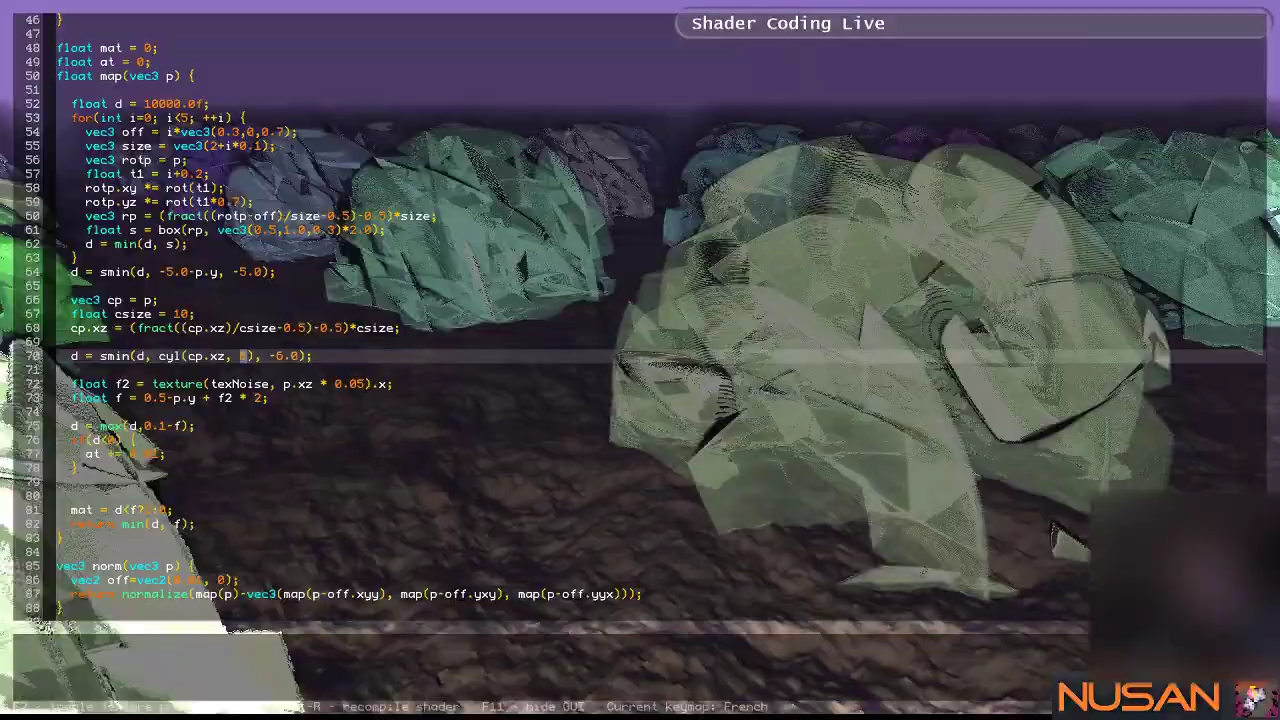 Shader Coding Live
46 }
47
48 float mat = 0;
49 float at = 0;
50 float map(vec3 p) {
51
52 float d = 10000.0f;
53 for(int i=0; i<5; ++i) {
54 vec3 off = i*vec3(0.3,0,0.7);
55 vec3 size = vec3(2+i*0.1);
56 vec3 rotp = p;
57 float t1 = i+0.2;
58 rotp.xy *= rot(t1);
59 rotp.yz *= rot(t1*0.7);
60 vec3 rp = (fract((rotp-off)/size-0.5)-0.5)*size;
61 float s = box(rp, vec3(0.5,1.0,0.3)*2.0);
62 d = min(d, s);
63 }
64 d = smin(d, -5.0-p.y, -5.0);
65
66 vec3 cp = p;
67 float csize = 10;
68 cp.xz = (fract((cp.xz)/csize-0.5)-0.5)*csize;
69
70 d = smin(d, cyl(cp.xz, ), -6.0);
71
72 float f2 = texture(texNoise, p.xz * 0.05).x;
73 float f = 0.5-p.y + f2 * 2;
74
75 d = max(d,0.1-f);
76 if(d<0) {
77 at +=
78 }
79
80
81 mat = d<f? :0;
82 return min(d, f);
83 }
84
85 vec3 norm(vec3 p) {
86 vec2 off=vec2( , 0);
87 return normalize(map(p)-vec3(map(p-off.xyy), map(p-off.yxy), map(p-off.yyx)));
88 }
89
-R - recompile shader F11 - hide GUI Current keymap: French
NUSAN